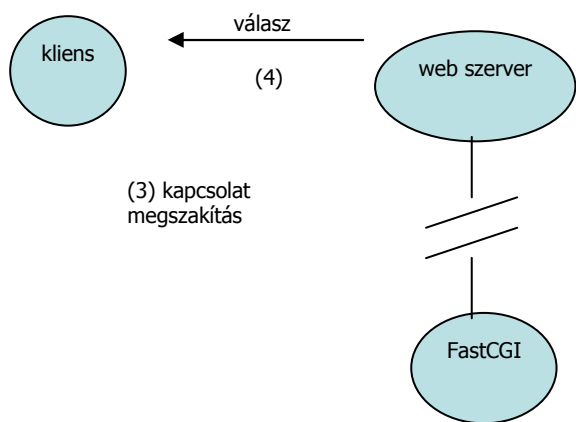 válasz
kliens
web szerver
(4)
(3) kapcsolat
megszakítás
FastCGI